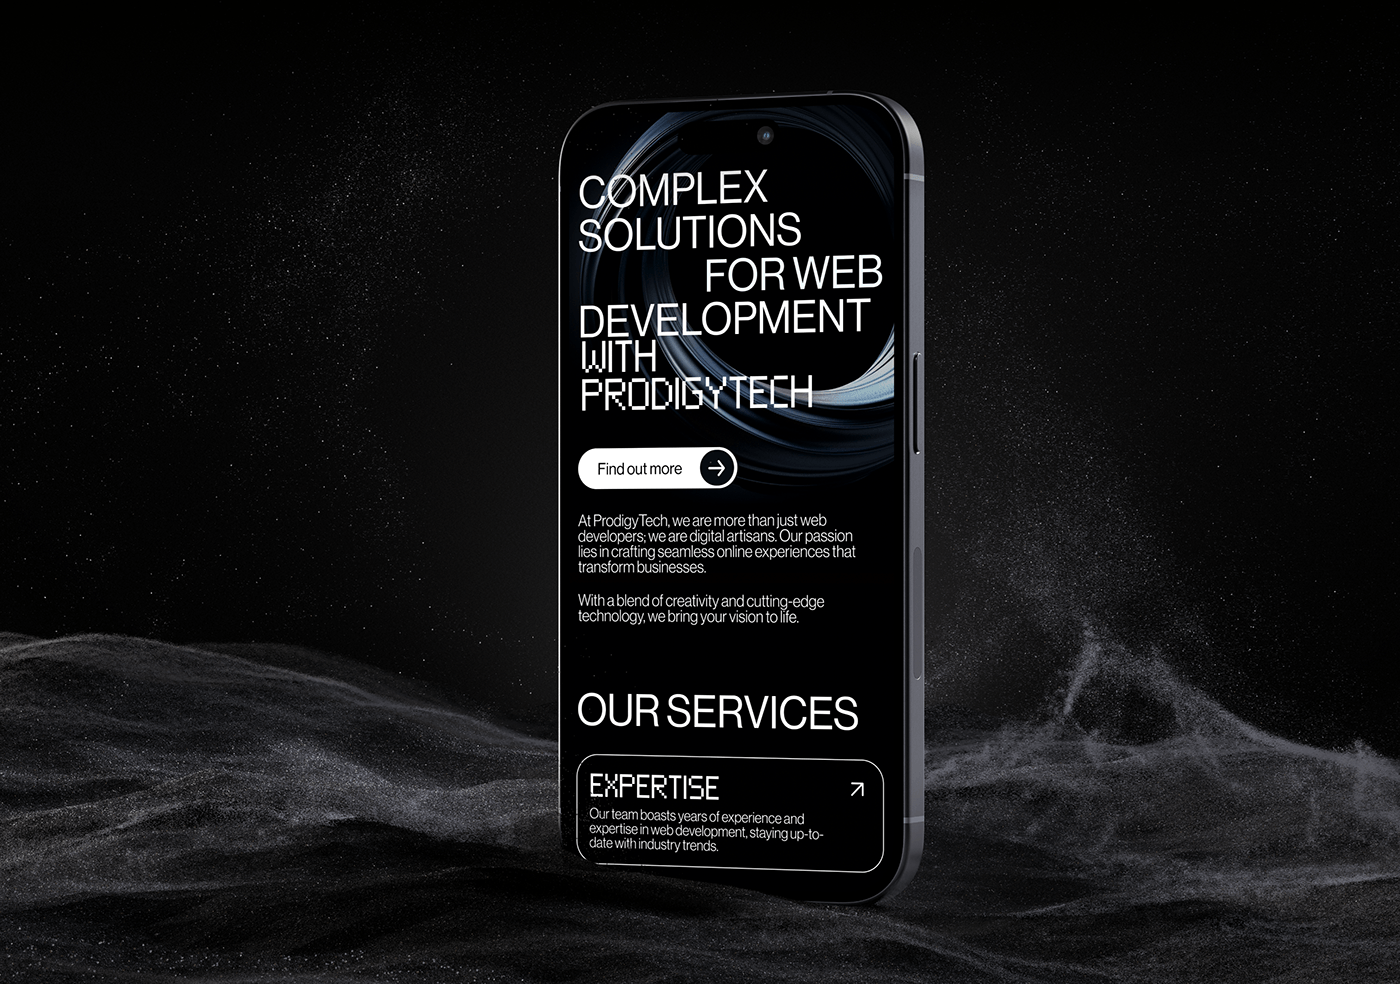 COMPLEX
SOLUTIONS
FOR WEB
DEVELOPMENT
WITH
PRODIGYTECH
Find out more
At ProdigyTech, we are more than just web
developers; we are digital artisans. Our passion
lies in crafting seamless online experiences that
transform businesses.
With a blend of creativity and cutting-edge
technology, we bring your vision to life.
OUR SERVICES
EXPERTISE
Our team boasts years of experience and
expertise in web development, staying up-to-
date with industry trends.